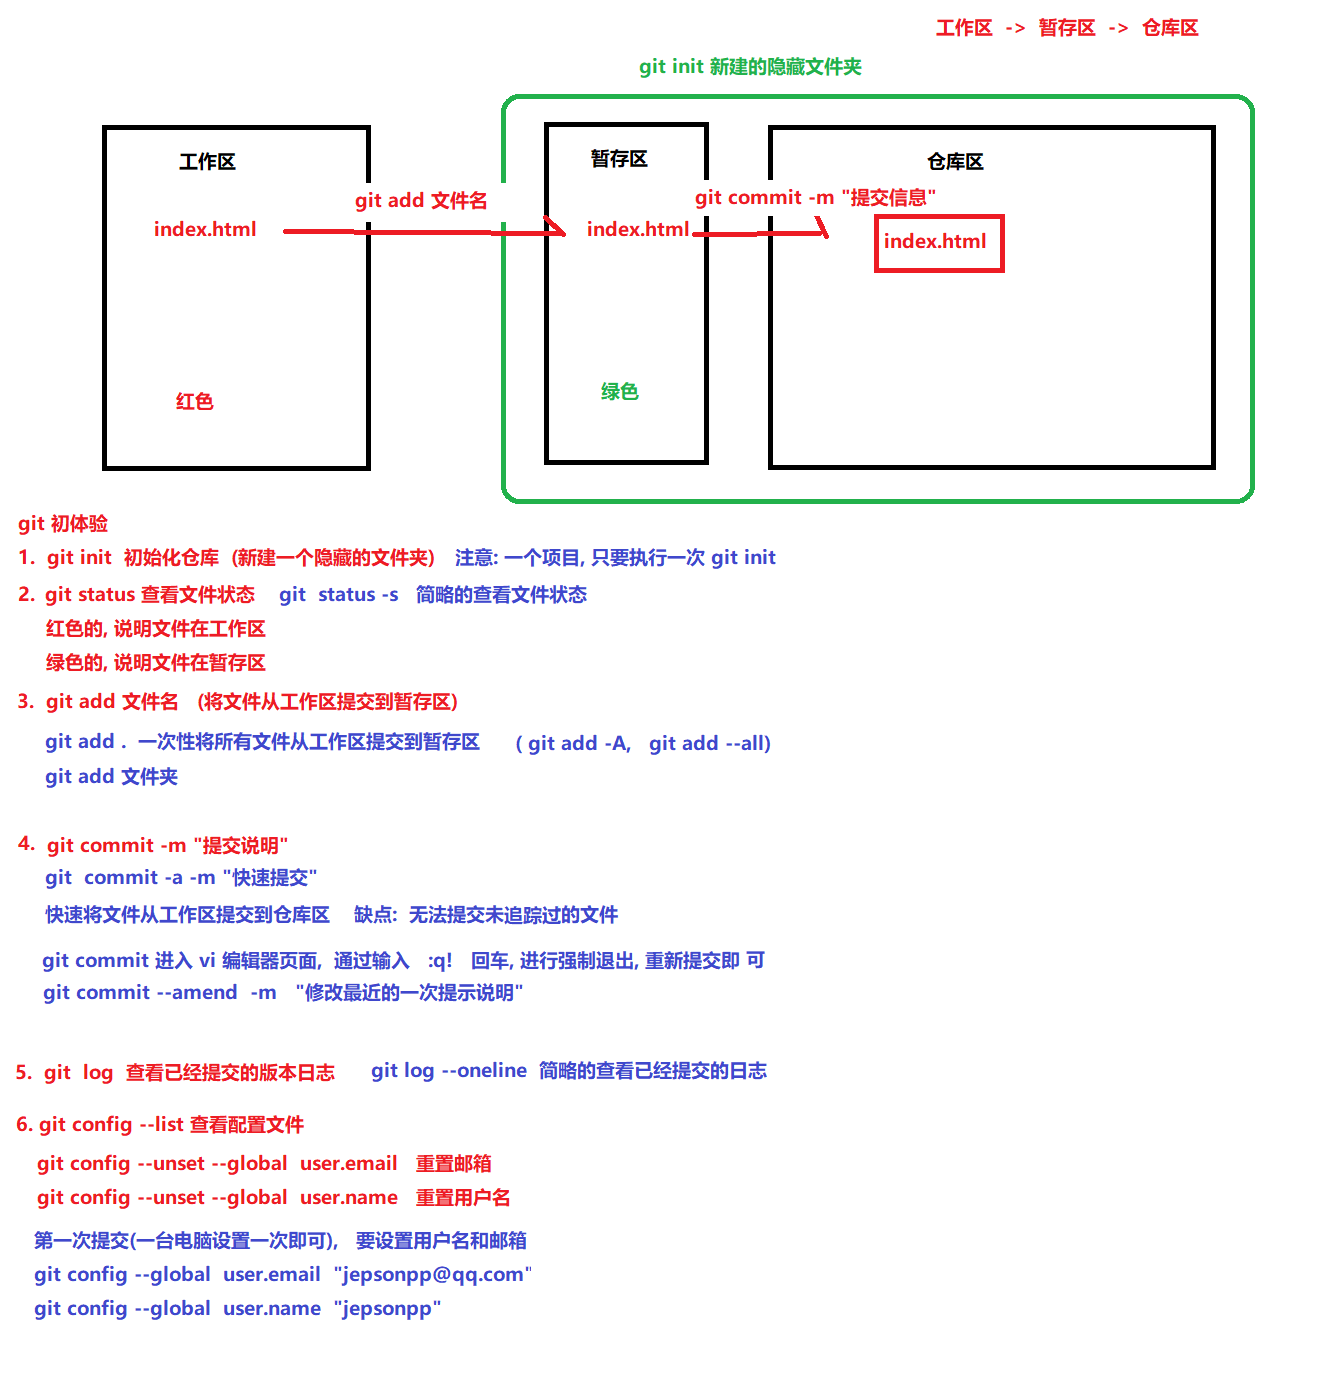 工作区 -> 暂存区 -> 仓库区
git init 新建的隐藏文件夹
工作区
暂存区
仓库区
git add 文件名
git commit -m "提交信息"
index.html
index.html
index.html
红色
绿色
git 初体验
1. git init 初始化仓库 (新建一个隐藏的文件夹) 注意: 一个项目, 只要执行一次 git init
2. git status 查看文件状态 git status -s 简略的查看文件状态
红色的, 说明文件在工作区
绿色的, 说明文件在暂存区
3. git add 文件名 (将文件从工作区提交到暂存区)
git add . 一次性将所有文件从工作区提交到暂存区 ( git add -A, git add --all)
git add 文件夹
4. git commit -m "提交说明"
git commit -a -m "快速提交"
快速将文件从工作区提交到仓库区 缺点: 无法提交未追踪过的文件
git commit 进入 vi 编辑器页面, 通过输入 :q! 回车, 进行强制退出, 重新提交即 可
git commit --amend -m "修改最近的一次提示说明"
5. git log 查看已经提交的版本日志 git log --oneline 简略的查看已经提交的日志
6. git config --list 查看配置文件
git config --unset --global user.email 重置邮箱
git config --unset --global user.name 重置用户名
第一次提交(一台电脑设置一次即可), 要设置用户名和邮箱
git config --global user.email "jepsonpp@qq.com"
git config --global user.name "jepsonpp"